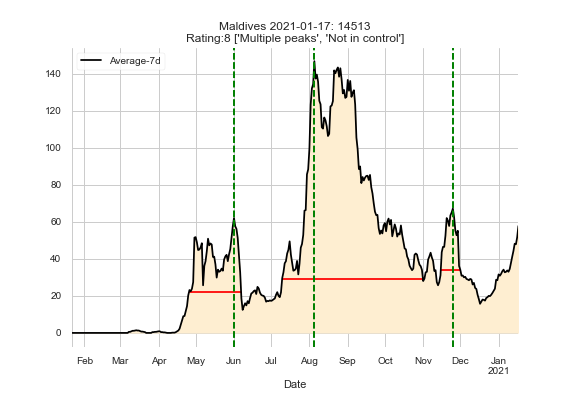 Maldives 2021-01-17: 14513
Rating:8 ['Multiple peaks', 'Not in control']
Average-7d
140
120
100
80
60
40
20
0
Feb Mar Apr May Jun Jul Aug Sep Oct Nov Dec Jan
2021
Date